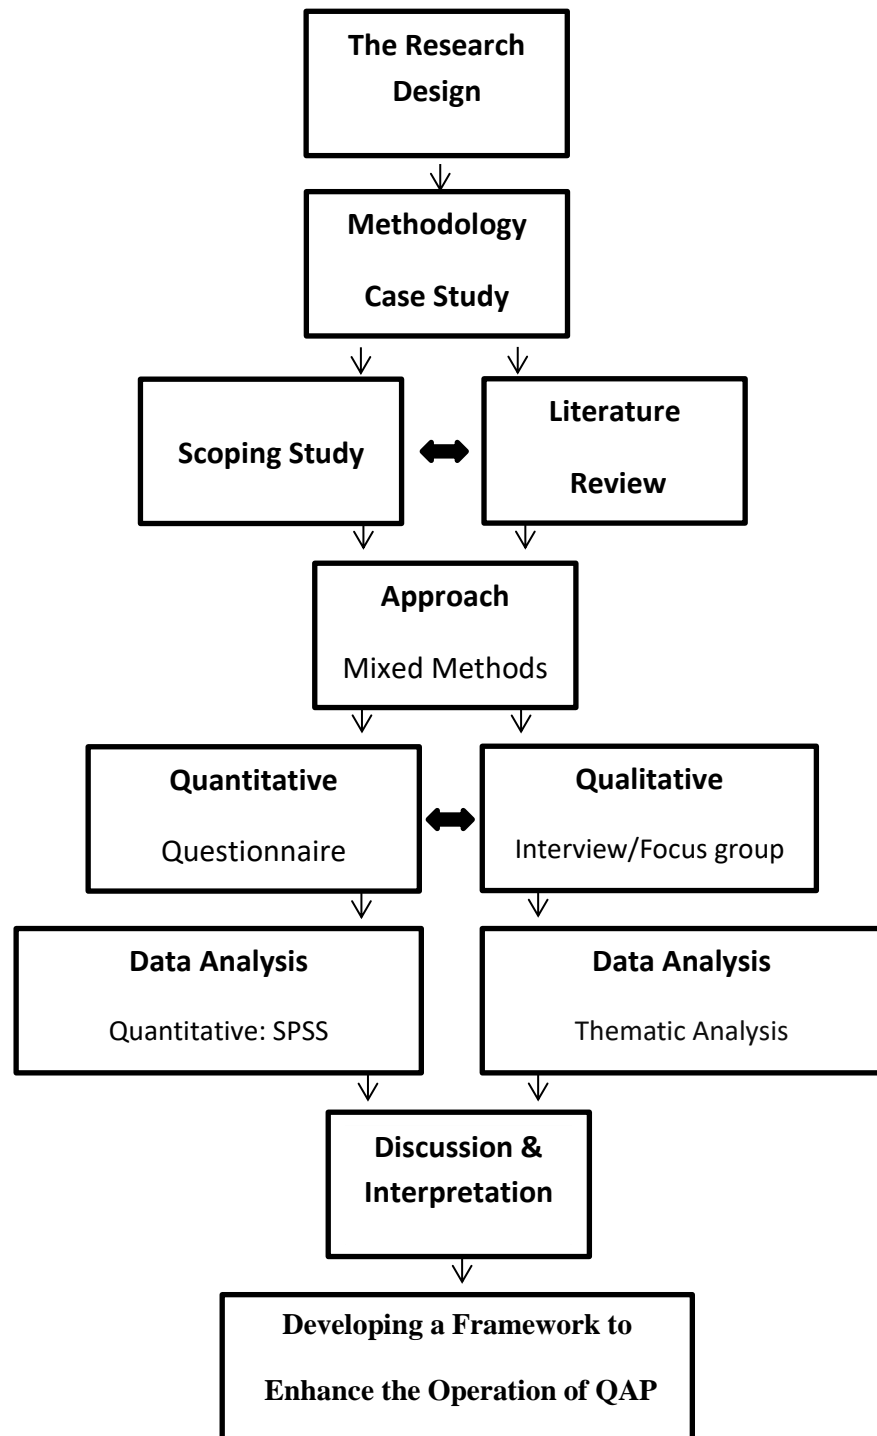 The Research
Design
Methodology
Case Study
Scoping Study
Literature
Review
Approach
Mixed Methods
Quantitative
Questionnaire
Qualitative
Interview/Focus group
Data Analysis
Quantitative: SPSS
Data Analysis
Thematic Analysis
Discussion &
Interpretation
Developing a Framework to
Enhance the Operation of QAP